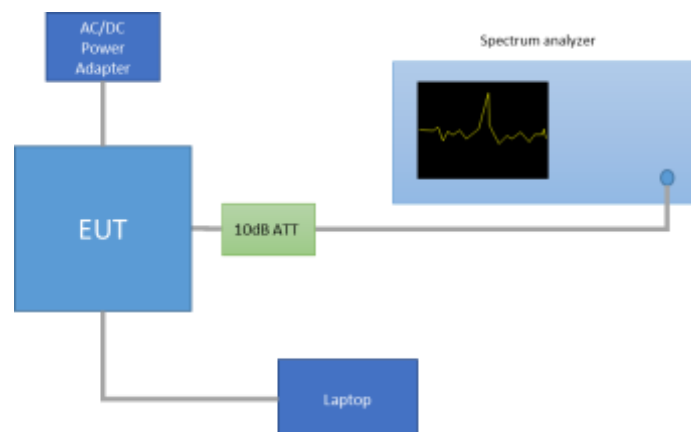 AC/DC
Power
Adapter
Spectrum analyzer
EUT
10dB ATT
Laptop